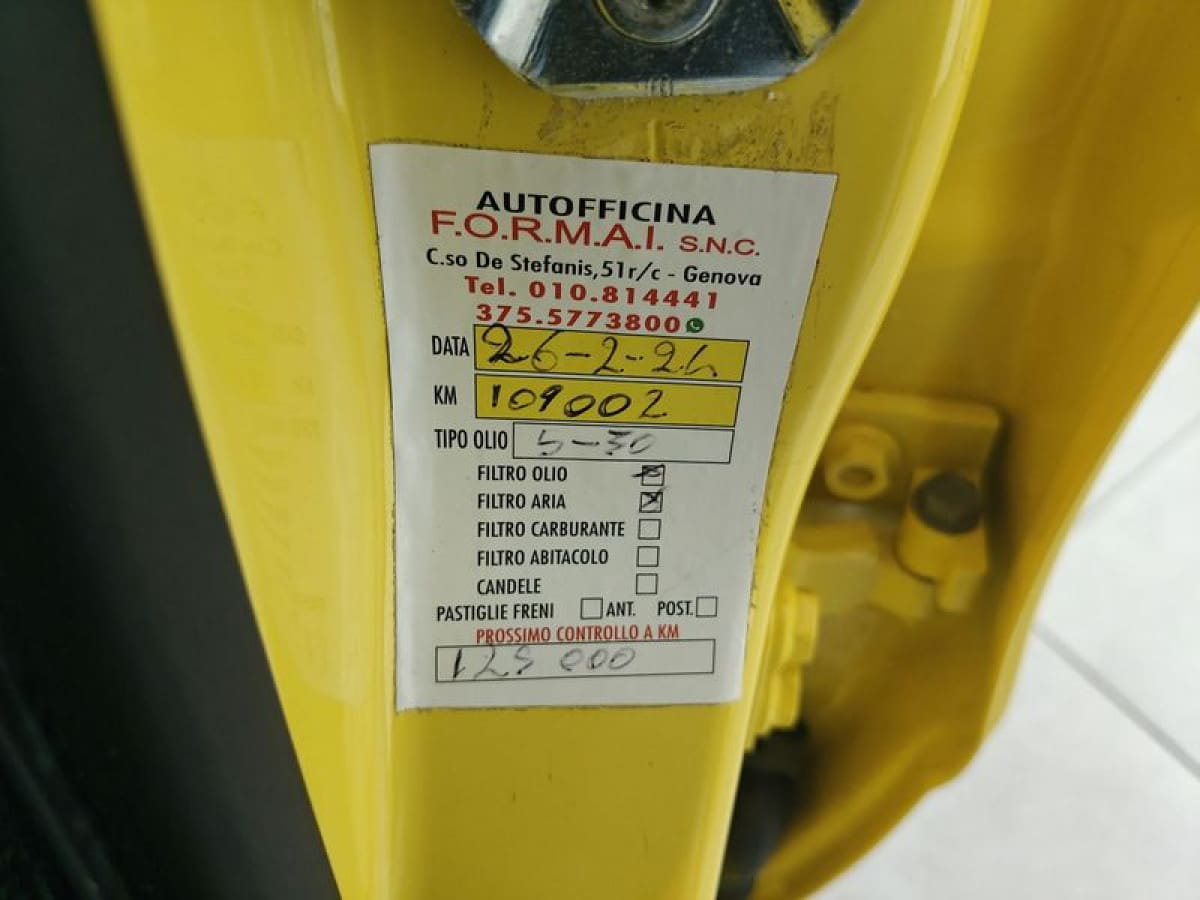 AUTOFFICINA
F.O.R.M.A.I. S.N.C.
C.so De Stefanis,51r/c - Genova
Tel. 010.814441
375.5773800
DATA 26-2-24
KM 109002
TIPO OLIO 5-30
FILTRO OLIO
FILTRO ARIA
FILTRO CARBURANTE
FILTRO ABITACOLO
CANDELE
PASTIGLIE FRENI ANT. POST.
PROSSIMO CONTROLLO A KM
125 000